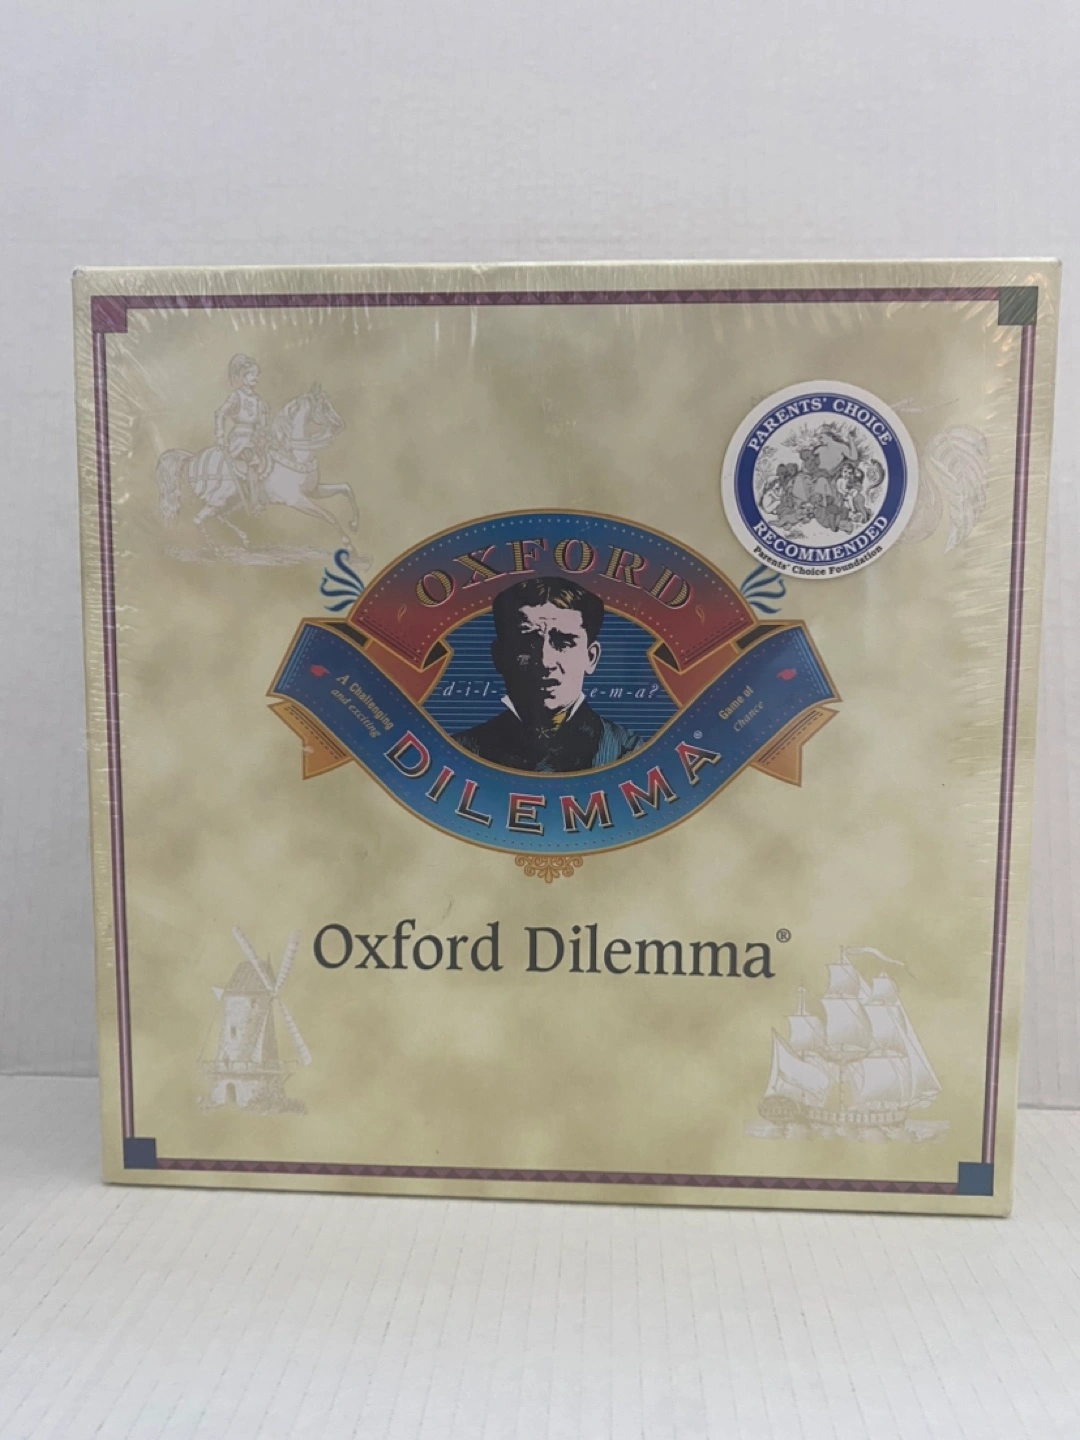 PARENTS' CHOICE
RECOMMENDED
Parents' Choice Foundation
OXFORD
d-i-l-
e-m-a?
A Challenging
and exciting
Game of
Chance
DILEMMA®
Oxford Dilemma®